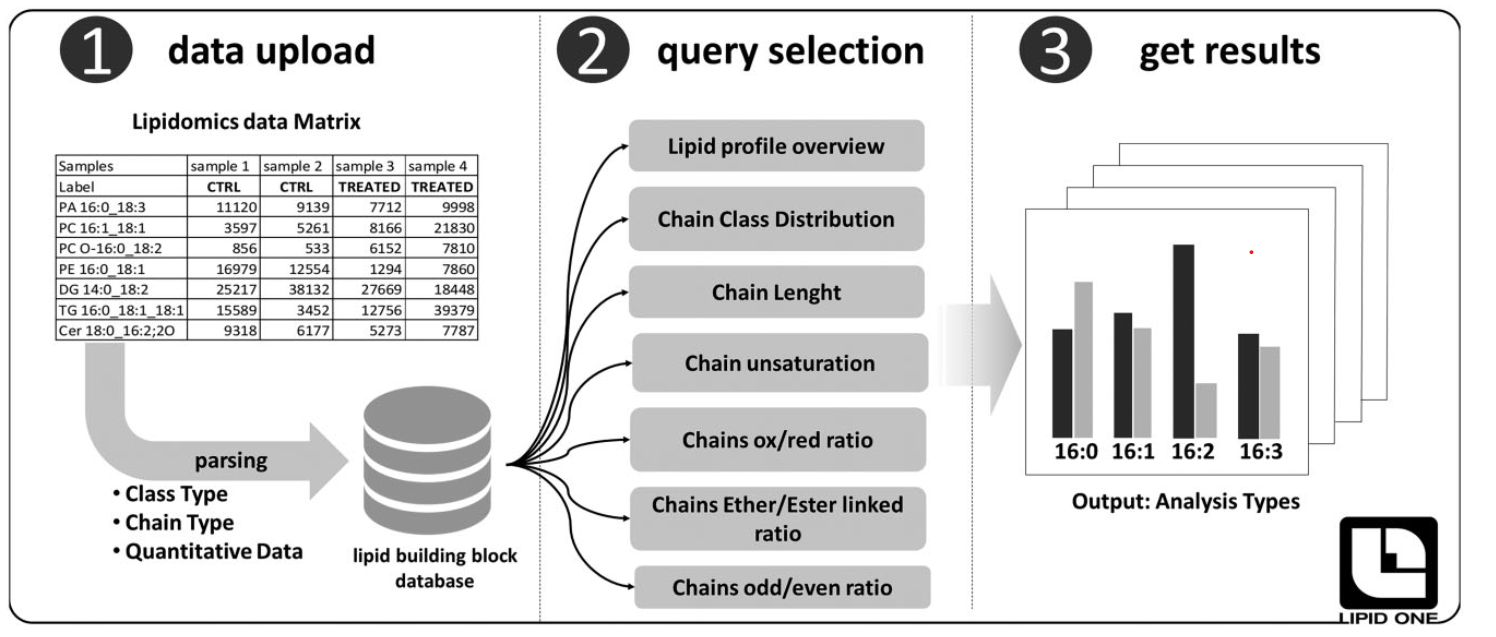 1 data upload
Lipidomics data Matrix
Samples sample 1 sample 2 sample 3 sample 4
Label CTRL CTRL TREATED TREATED
PA 16:0_18:3 11120 9139 7712 9998
PC 16:1_18:1 3597 5261 8166 21830
PC O-16:0_18:2 856 533 6152 7810
PE 16:0_18:1 16979 12554 1294 7860
DG 14:0_18:2 25217 38132 27669 18448
TG 16:0_18:1_18:1 15589 3452 12756 39379
Cer 18:0_16:2;2O 9318 6177 5273 7787
parsing
• Class Type
• Chain Type
• Quantitative Data
lipid building block
database
2 query selection
Lipid profile overview
Chain Class Distribution
Chain Lenght
Chain unsaturation
Chains ox/red ratio
Chains Ether/Ester linked
ratio
Chains odd/even ratio
3 get results
16:0 16:1 16:2 16:3
Output: Analysis Types
LIPID ONE